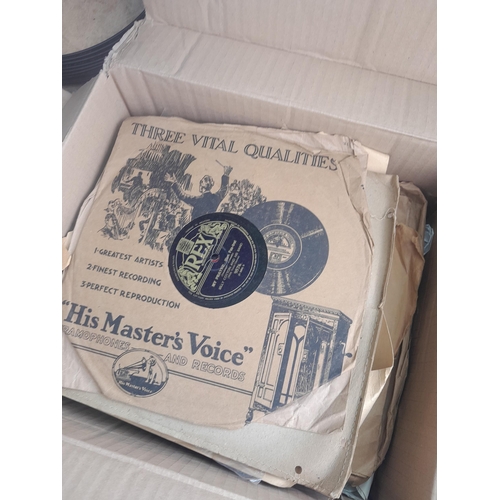 THREE VITAL QUALITIES
REX
1·GREATEST ARTISTS
2·FINEST RECORDING
3·PERFECT REPRODUCTION
"His Master's Voice"
GRAMOPHONES AND RECORDS